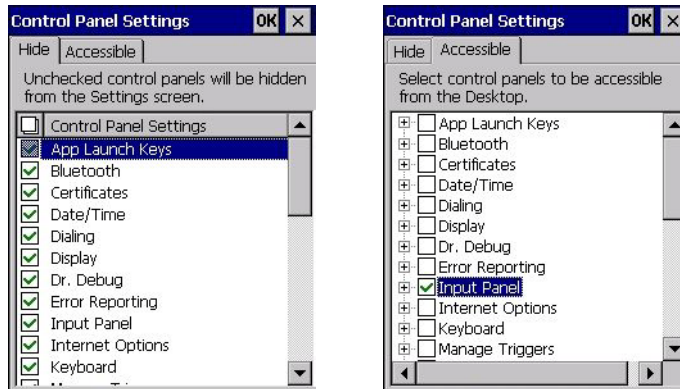 Control Panel Settings OK
Hide Accessible
Unchecked control panels will be hidden
from the Settings screen.
Control Panel Settings
App Launch Keys
Bluetooth
Certificates
Date/Time
Dialing
Display
Dr. Debug
Error Reporting
Input Panel
Internet Options
Keyboard
Control Panel Settings OK
Hide Accessible
Select control panels to be accessible
from the Desktop.
App Launch Keys
Bluetooth
Certificates
Date/Time
Dialing
Display
Dr. Debug
Error Reporting
Input Panel
Internet Options
Keyboard
Manage Triggers